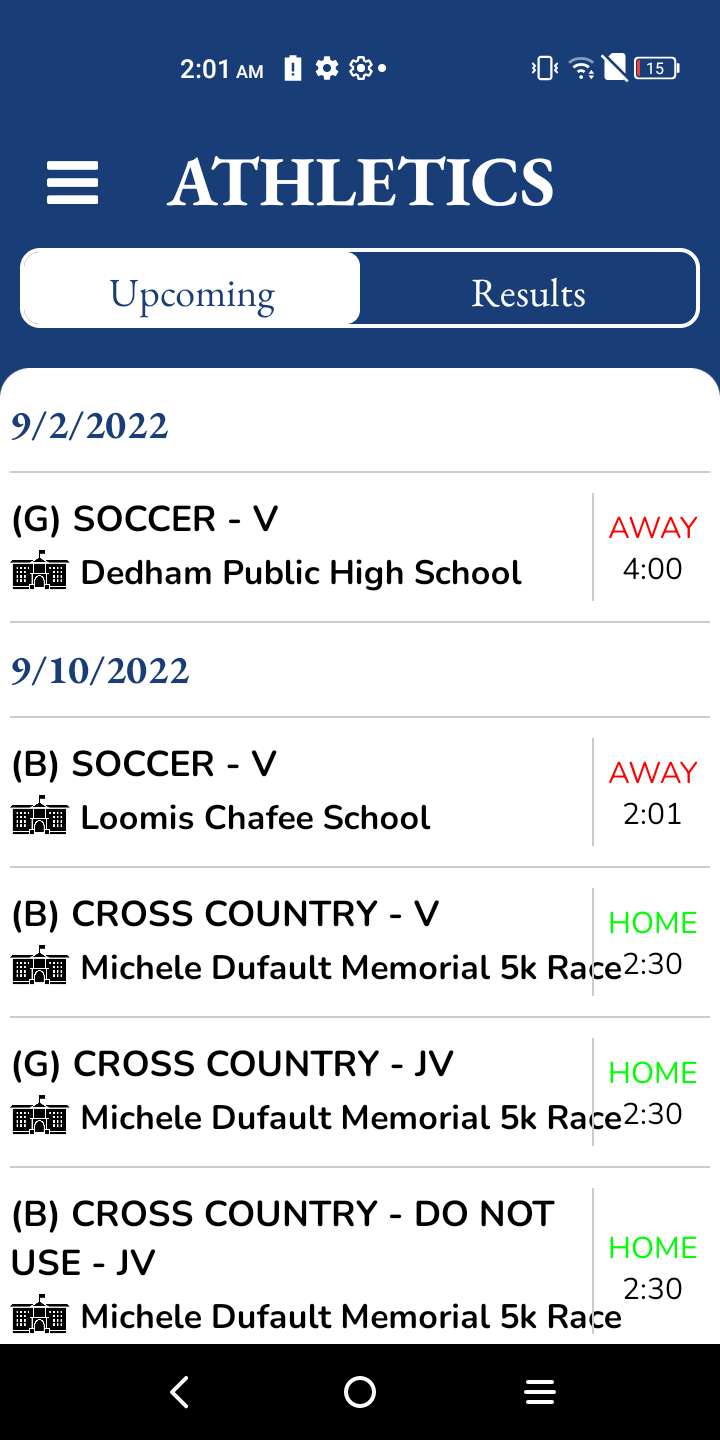 2:01 AM
15
ATHLETICS
Upcoming
Results
9/2/2022
(G) SOCCER - V
Dedham Public High School
AWAY
4:00
9/10/2022
(B) SOCCER - V
Loomis Chafee School
AWAY
2:01
(B) CROSS COUNTRY - V
Michele Dufault Memorial 5k Race
HOME
2:30
(G) CROSS COUNTRY - JV
Michele Dufault Memorial 5k Race
HOME
2:30
(B) CROSS COUNTRY - DO NOT
USE - JV
Michele Dufault Memorial 5k Race
HOME
2:30